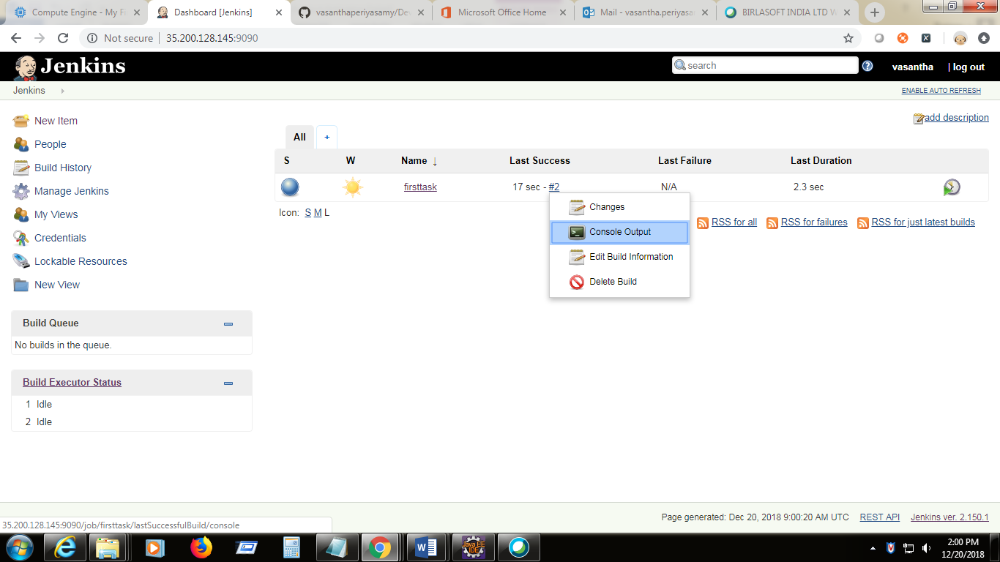 Compute Engine - My Fi
Dashboard [Jenkins]
vasanthaperiyasamy/De
Microsoft Office Home
Mail - vasantha.periyasa
BIRLASOFT INDIA LTD W
Not secure
35.200.128.145:9090
Jenkins
search
vasantha
| log out
Jenkins
ENABLE AUTO REFRESH
New Item
People
Build History
Manage Jenkins
My Views
Credentials
Lockable Resources
New View
Build Queue
No builds in the queue.
Build Executor Status
1 Idle
2 Idle
add description
All +
S W Name ↓ Last Success Last Failure Last Duration
firsttask 17 sec - #2 N/A 2.3 sec
Icon: S M L
Changes
Console Output
Edit Build Information
Delete Build
RSS for all RSS for failures RSS for just latest builds
Page generated: Dec 20, 2018 9:00:20 AM UTC REST API Jenkins ver. 2.150.1
35.200.128.145:9090/job/firsttask/lastSuccessfulBuild/console
Java EE
IDE
2:00 PM
12/20/2018